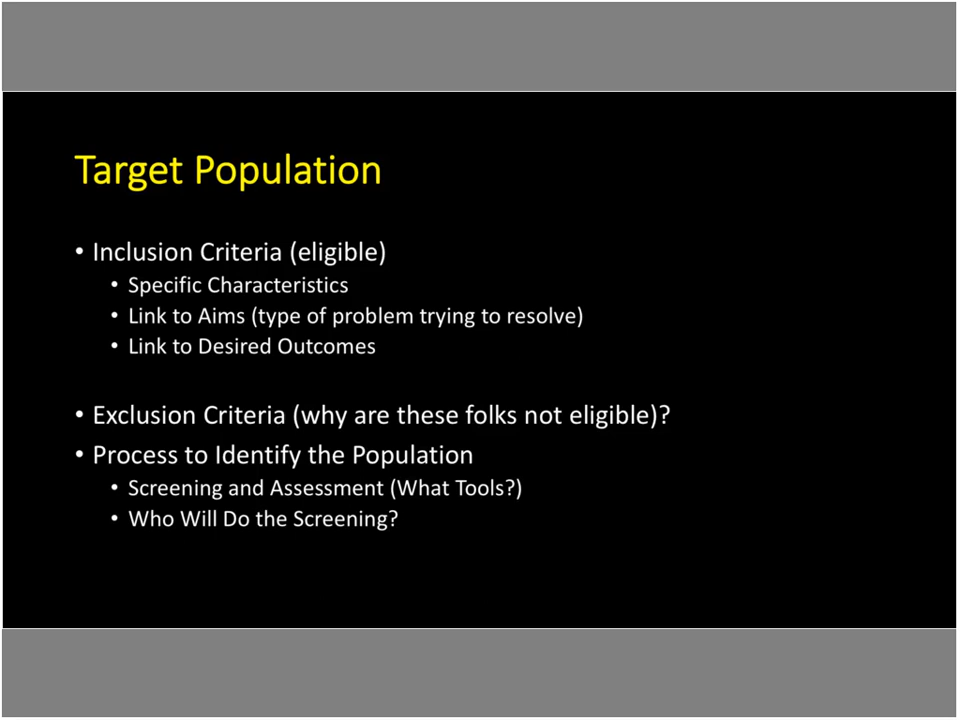 Target Population
• Inclusion Criteria (eligible)
• Specific Characteristics
• Link to Aims (type of problem trying to resolve)
• Link to Desired Outcomes
• Exclusion Criteria (why are these folks not eligible)?
• Process to Identify the Population
• Screening and Assessment (What Tools?)
• Who Will Do the Screening?